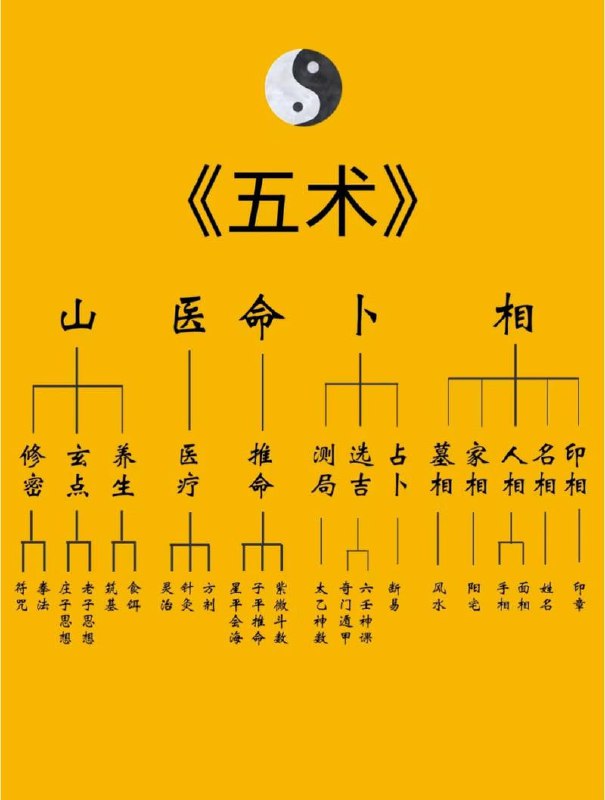 《五术》
山 医 命 卜 相
修密 玄点 养生 医疗 推命 测局 选吉 占卜 墓相 家相 人相 名相 印相
符咒 拳法 庄子思想 老子思想 筑基 食饵 灵治 针灸 方剂 星平会海 子平推命 紫微斗数 太乙神数 奇门遁甲 六壬神课 断易 风水 阳宅 手相 面相 姓名 印章